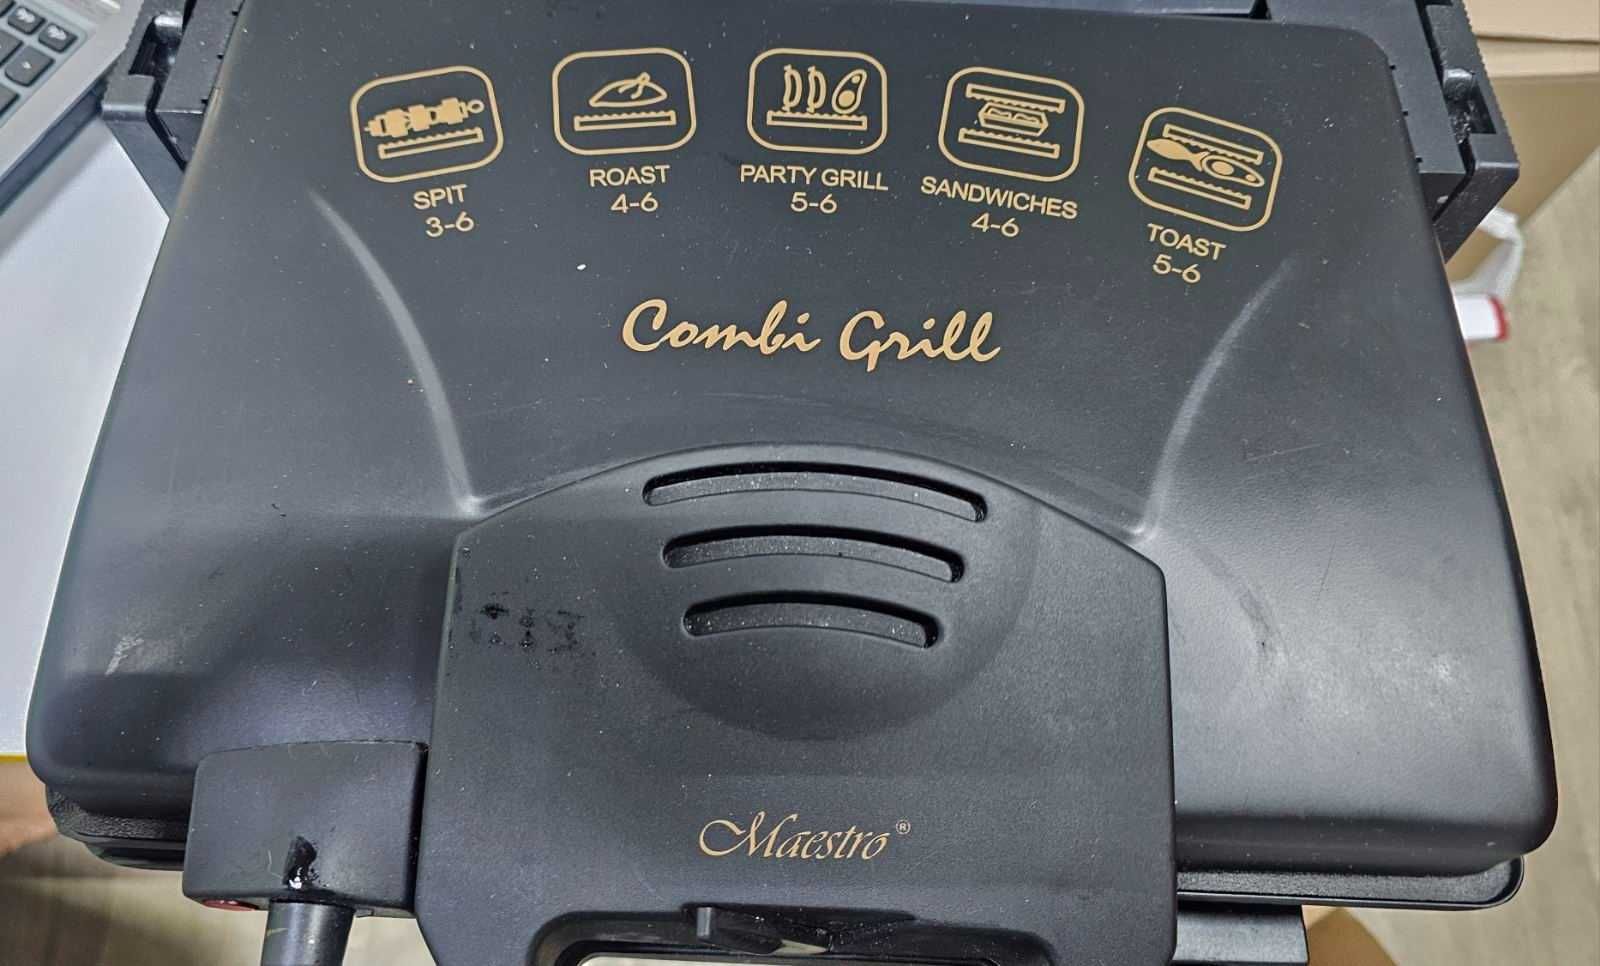 SPIT
3-6
ROAST
4-6
PARTY GRILL
5-6
SANDWICHES
4-6
TOAST
5-6
Combi Grill
Maestro®